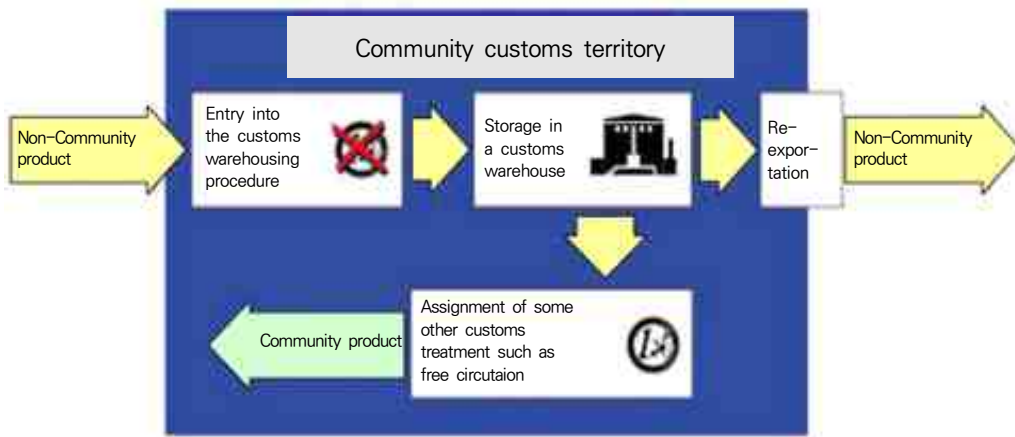 Community customs territory
Non-Community
product
Entry into
the customs
warehousing
procedure
Storage in
a customs
warehouse
Re-
expor-
tation
Non-Community
product
Community product
Assignment of some
other customs
treatment such as
free circutaion